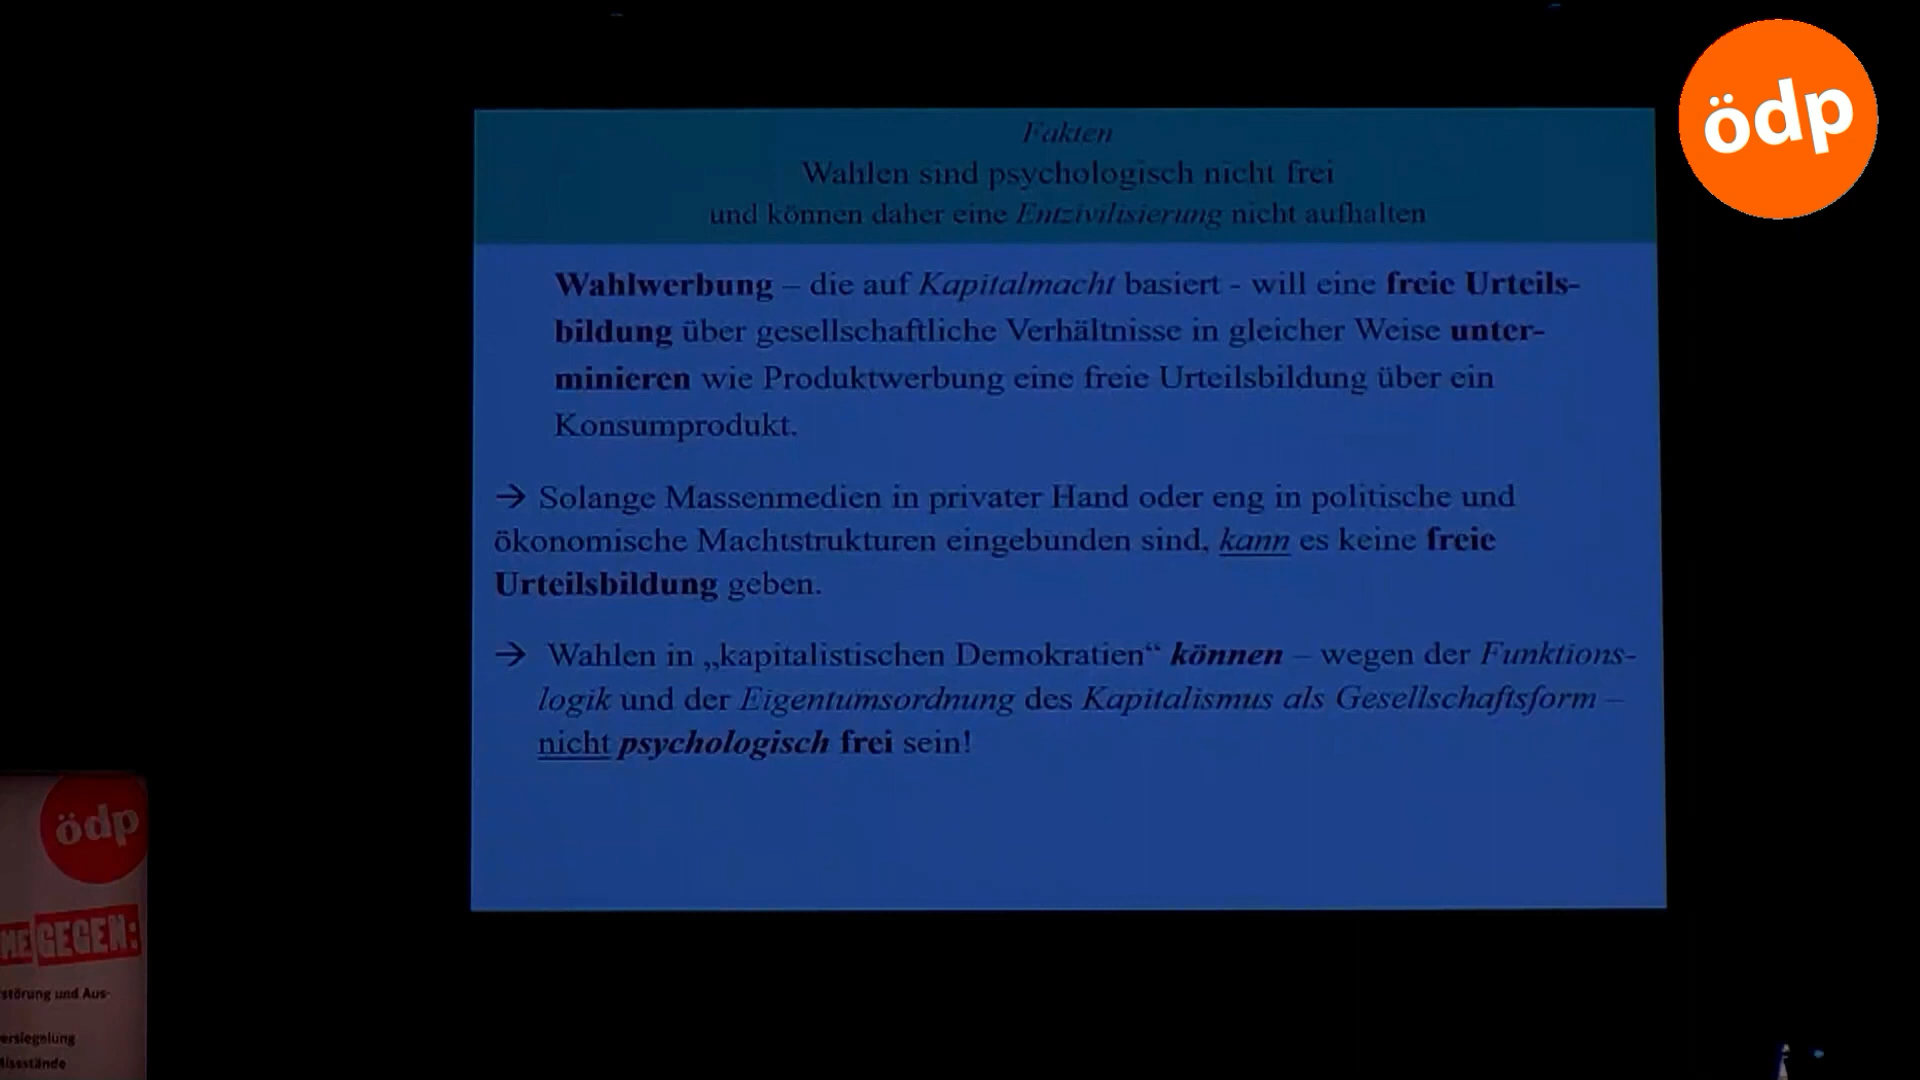 ödp
Fakten
Wahlen sind psychologisch nicht frei
und können daher eine Entzivilisierung nicht aufhalten
Wahlwerbung – die auf Kapitalmacht basiert - will eine freie Urteils-
bildung über gesellschaftliche Verhältnisse in gleicher Weise unter-
minieren wie Produktwerbung eine freie Urteilsbildung über ein
Konsumprodukt.
→ Solange Massenmedien in privater Hand oder eng in politische und
ökonomische Machtstrukturen eingebunden sind, kann es keine freie
Urteilsbildung geben.
→ Wahlen in „kapitalistischen Demokratien“ können – wegen der Funktions-
logik und der Eigentumsordnung des Kapitalismus als Gesellschaftsform –
nicht psychologisch frei sein!
ödp
ME GEGEN:
störung und Aus-
ersiegelung
Missstände